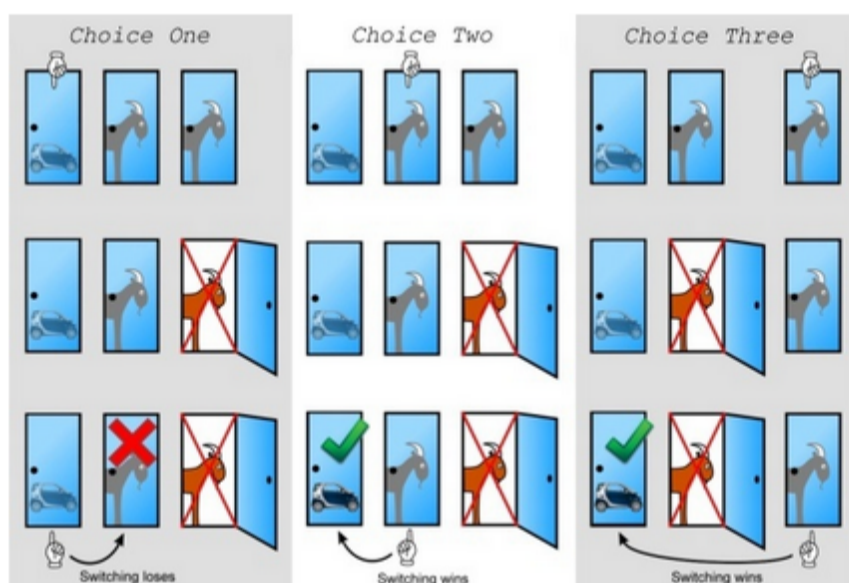 Choice One
Choice Two
Choice Three
Switching loses
Switching wins
Switching wins